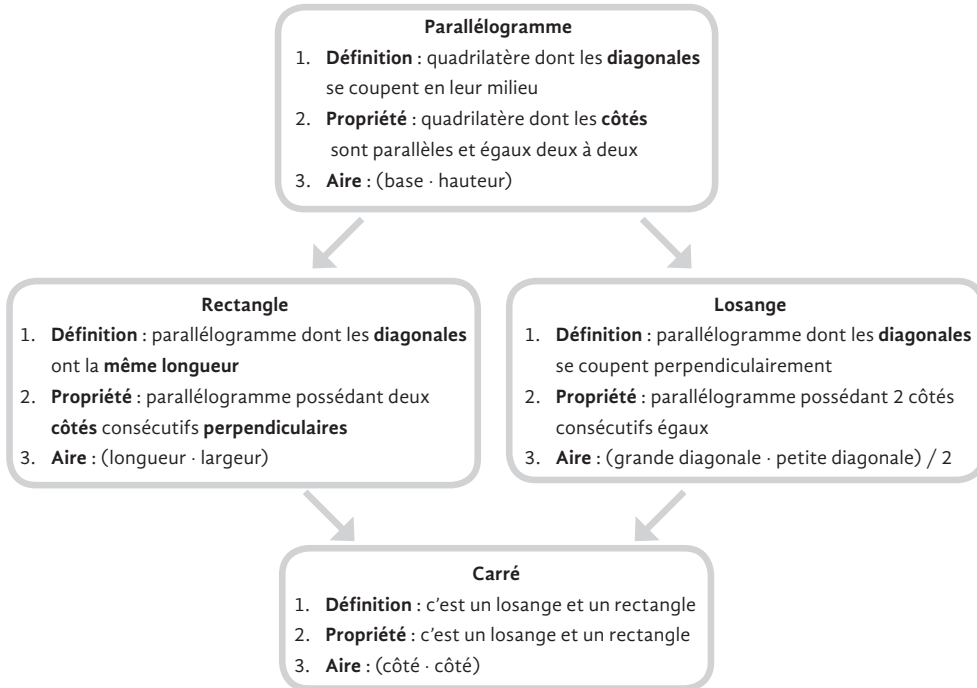 Parallélogramme
1. Définition : quadrilatère dont les diagonales
se coupent en leur milieu
2. Propriété : quadrilatère dont les côtés
sont parallèles et égaux deux à deux
3. Aire : (base · hauteur)
Rectangle
1. Définition : parallélogramme dont les diagonales
ont la même longueur
2. Propriété : parallélogramme possédant deux
côtés consécutifs perpendiculaires
3. Aire : (longueur · largeur)
Losange
1. Définition : parallélogramme dont les diagonales
se coupent perpendiculairement
2. Propriété : parallélogramme possédant 2 côtés
consécutifs égaux
3. Aire : (grande diagonale · petite diagonale) / 2
Carré
1. Définition : c'est un losange et un rectangle
2. Propriété : c'est un losange et un rectangle
3. Aire : (côté · côté)